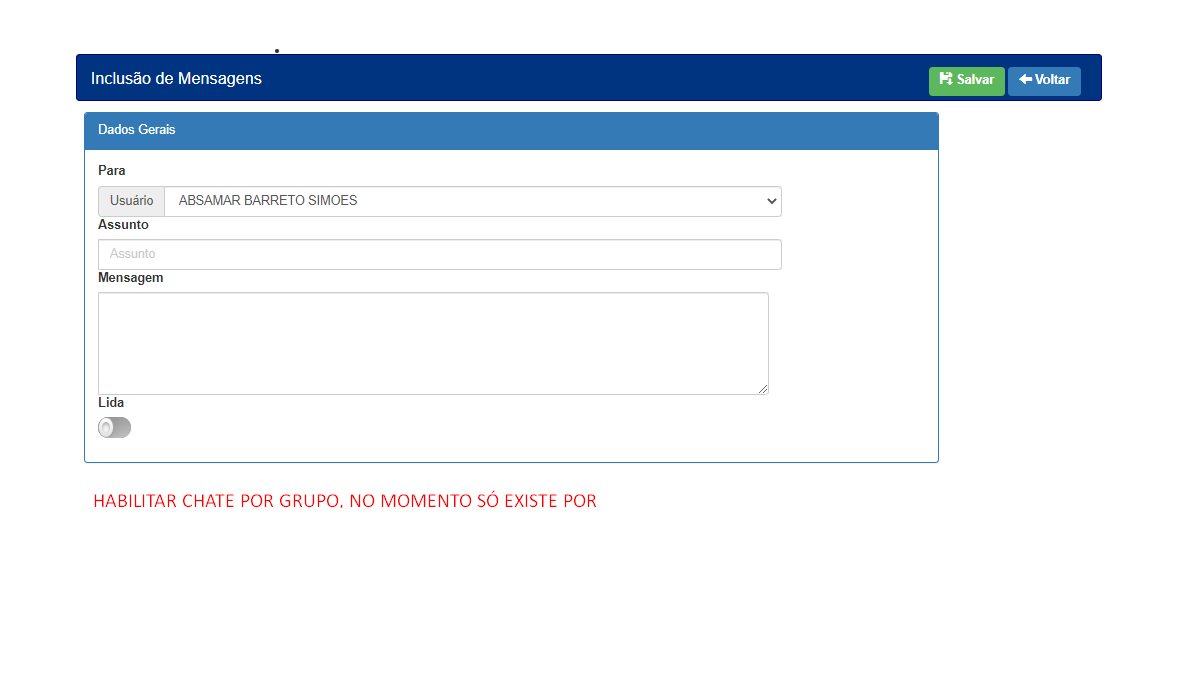 Inclusão de Mensagens
Salvar
Voltar
Dados Gerais
Para
Usuário
ABSAMAR BARRETO SIMOES
Assunto
Assunto
Mensagem
Lida
HABILITAR CHATE POR GRUPO, NO MOMENTO SÓ EXISTE POR